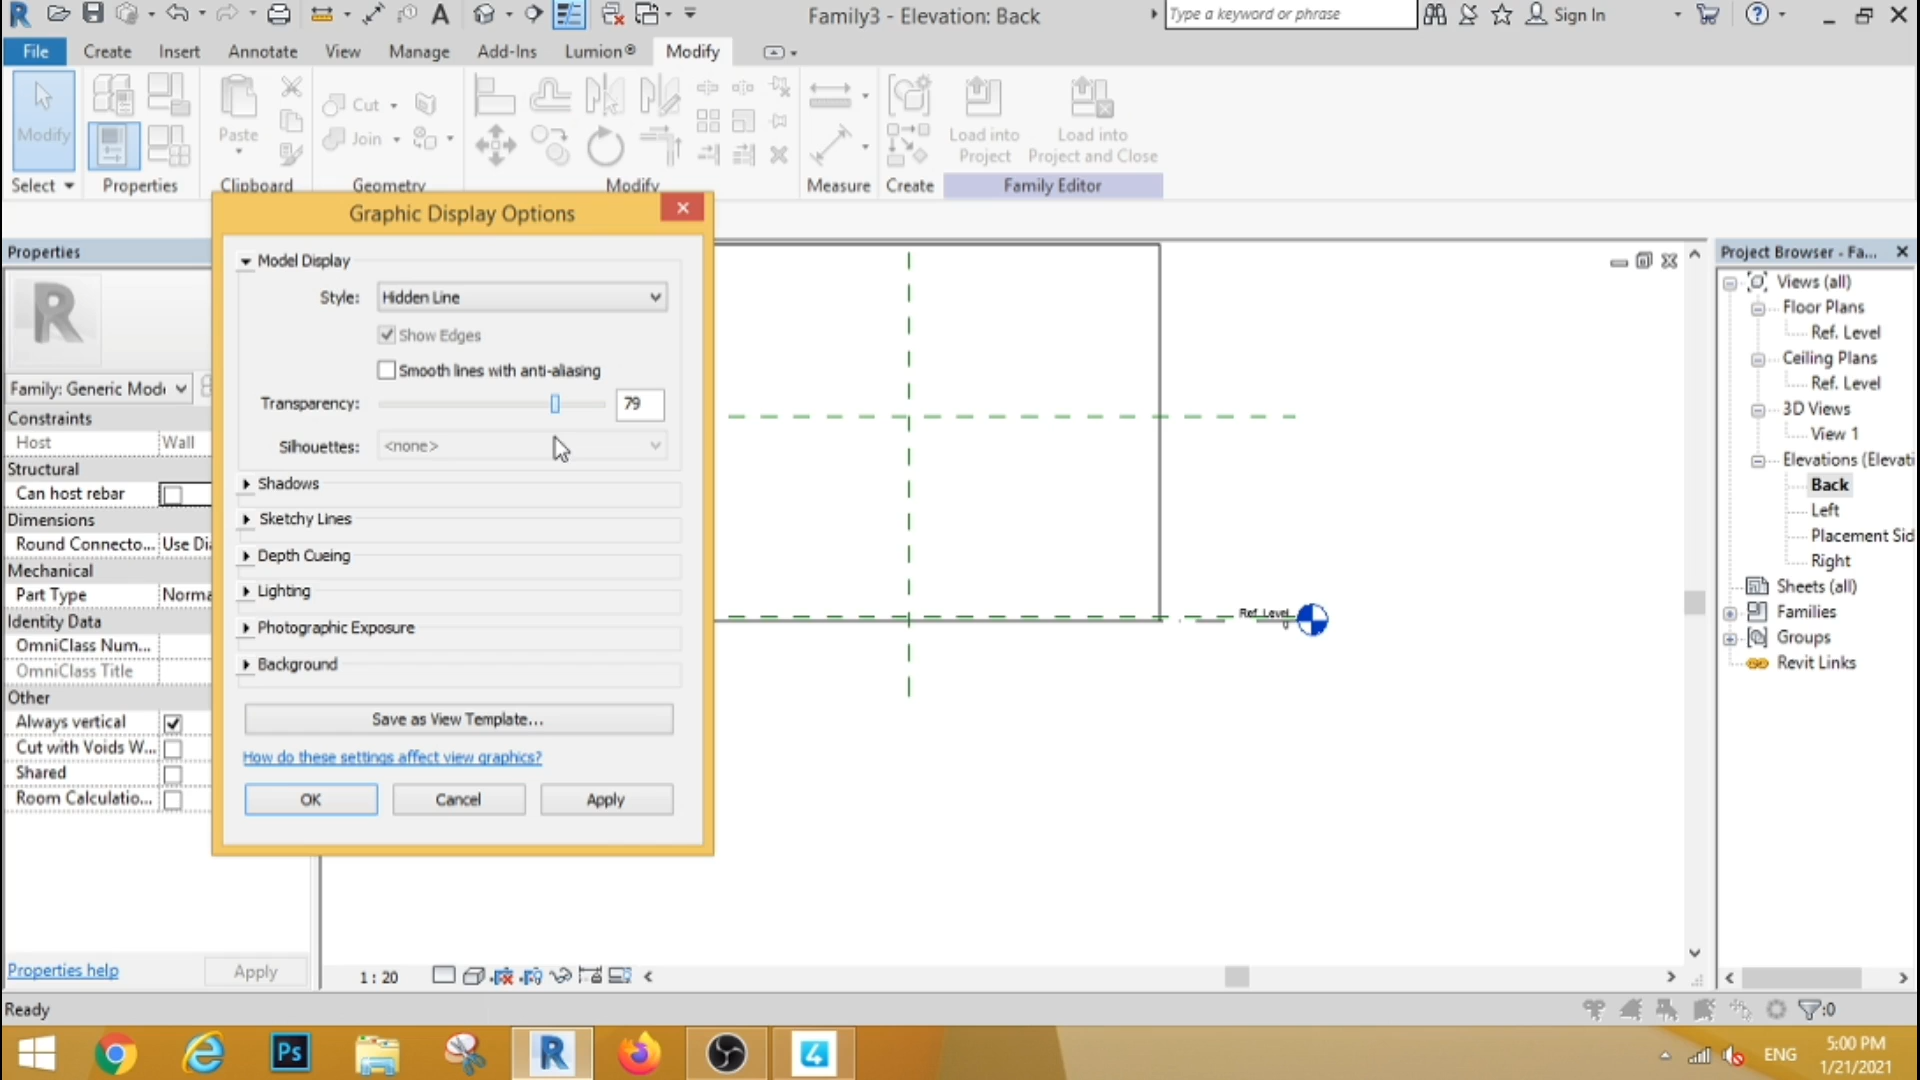 Family3 - Elevation: Back
Type a keyword or phrase
Sign In
File
Create
Insert
Annotate
View
Manage
Add-Ins
Lumion®
Modify
Modify
Paste
Cut
Join
Load into
Project
Load into
Project and Close
Select
Properties
Clipboard
Geometry
Modify
Measure
Create
Family Editor
Graphic Display Options
Model Display
Style:
Hidden Line
Show Edges
Smooth lines with anti-aliasing
Transparency:
79
Silhouettes:
<none>
Shadows
Sketchy Lines
Depth Cueing
Lighting
Photographic Exposure
Background
Save as View Template...
How do these settings affect view graphics?
OK
Cancel
Apply
Properties
R
Family: Generic Mod
Constraints
Host
Wall
Structural
Can host rebar
Dimensions
Round Connecto...
Use Di
Mechanical
Part Type
Norma
Identity Data
OmniClass Num...
OmniClass Title
Other
Always vertical
Cut with Voids W...
Shared
Room Calculatio...
Properties help
Apply
Ref. Level
0
Project Browser - Fa...
Views (all)
Floor Plans
Ref. Level
Ceiling Plans
Ref. Level
3D Views
View 1
Elevations (Elevati
Back
Left
Placement Sid
Right
Sheets (all)
Families
Groups
Revit Links
1 : 20
Ready
:0
Ps
R
4
ENG
5:00 PM
1/21/2021